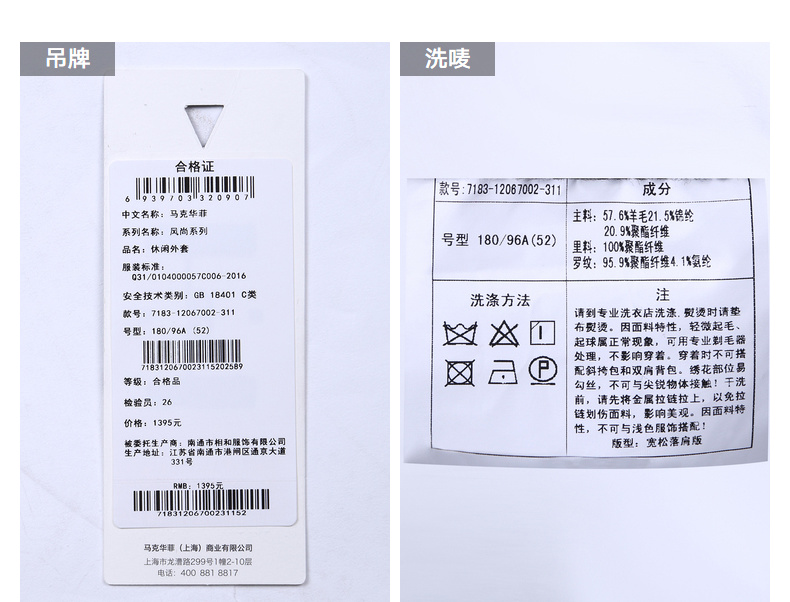 吊牌
合格证
6 939703 320907
中文名称: 马克华菲
系列名称: 风尚系列
品名: 休闲外套
服装标准:
Q31/0104000057C006-2016
安全技术类别: GB 18401 C类
款号: 7183-12067002-311
号型: 180/96A (52)
7183120670023115202589
等级: 合格品
检验员: 26
价格: 1395元
被委托生产商: 南通市相和服饰有限公司
生产地址: 江苏省南通市港闸区通京大道
331号
RMB: 1395元
71831206700231152
马克华菲（上海）商业有限公司
上海市龙漕路299号1幢2-10层
电话: 400 881 8817
洗唛
款号: 7183-12067002-311
成分
号型 180/96A(52)
主料: 57.6%羊毛21.5%锦纶
20.9%聚酯纤维
里料: 100%聚酯纤维
罗纹: 95.9%聚酯纤维4.1%氨纶
洗涤方法
P
注
请到专业洗衣店洗涤.熨烫时请垫
布熨烫。因面料特性，轻微起毛、
起球属正常现象，可用专业剃毛器
处理，不影响穿着。穿着时不可搭
配斜挎包和双肩背包。绣花部位易
勾丝，不可与尖锐物体接触！干洗
前，请先将金属拉链拉上，以免拉
链划伤面料，影响美观。因面料特
性，不可与浅色服饰搭配！
版型: 宽松落肩版